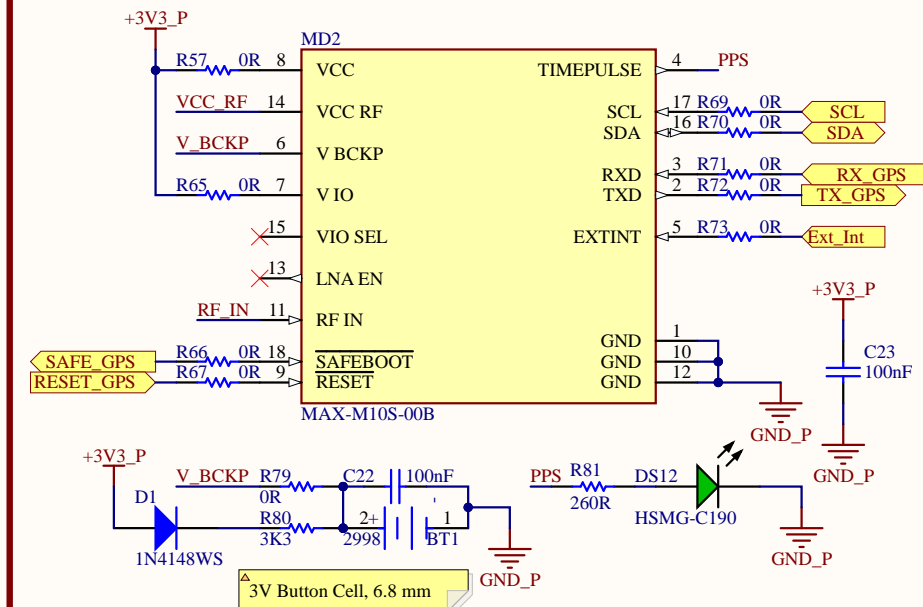 +3V3_P
MD2
R57 0R 8 VCC
TIMEPULSE 4 PPS
VCC_RF 14 VCC RF
SCL 17 R69 0R SCL
SDA 16 R70 0R SDA
V_BCKP 6 V BCKP
RXD 3 R71 0R RX_GPS
R65 0R 7 V IO
TXD 2 R72 0R TX_GPS
15 VIO SEL
EXTINT 5 R73 0R Ext_Int
13 LNA EN
+3V3_P
RF_IN 11 RF IN
GND 1
SAFE_GPS R66 0R 18 SAFEBOOT
GND 10
C23
100nF
RESET_GPS R67 0R 9 RESET
GND 12
MAX-M10S-00B
GND_P
GND_P
+3V3_P
V_BCKP R79 C22 100nF
0R
PPS R81 DS12
260R
D1
R80 2+ 1
3K3 2998 BT1
HSMG-C190
1N4148WS
GND_P
GND_P
3V Button Cell, 6.8 mm